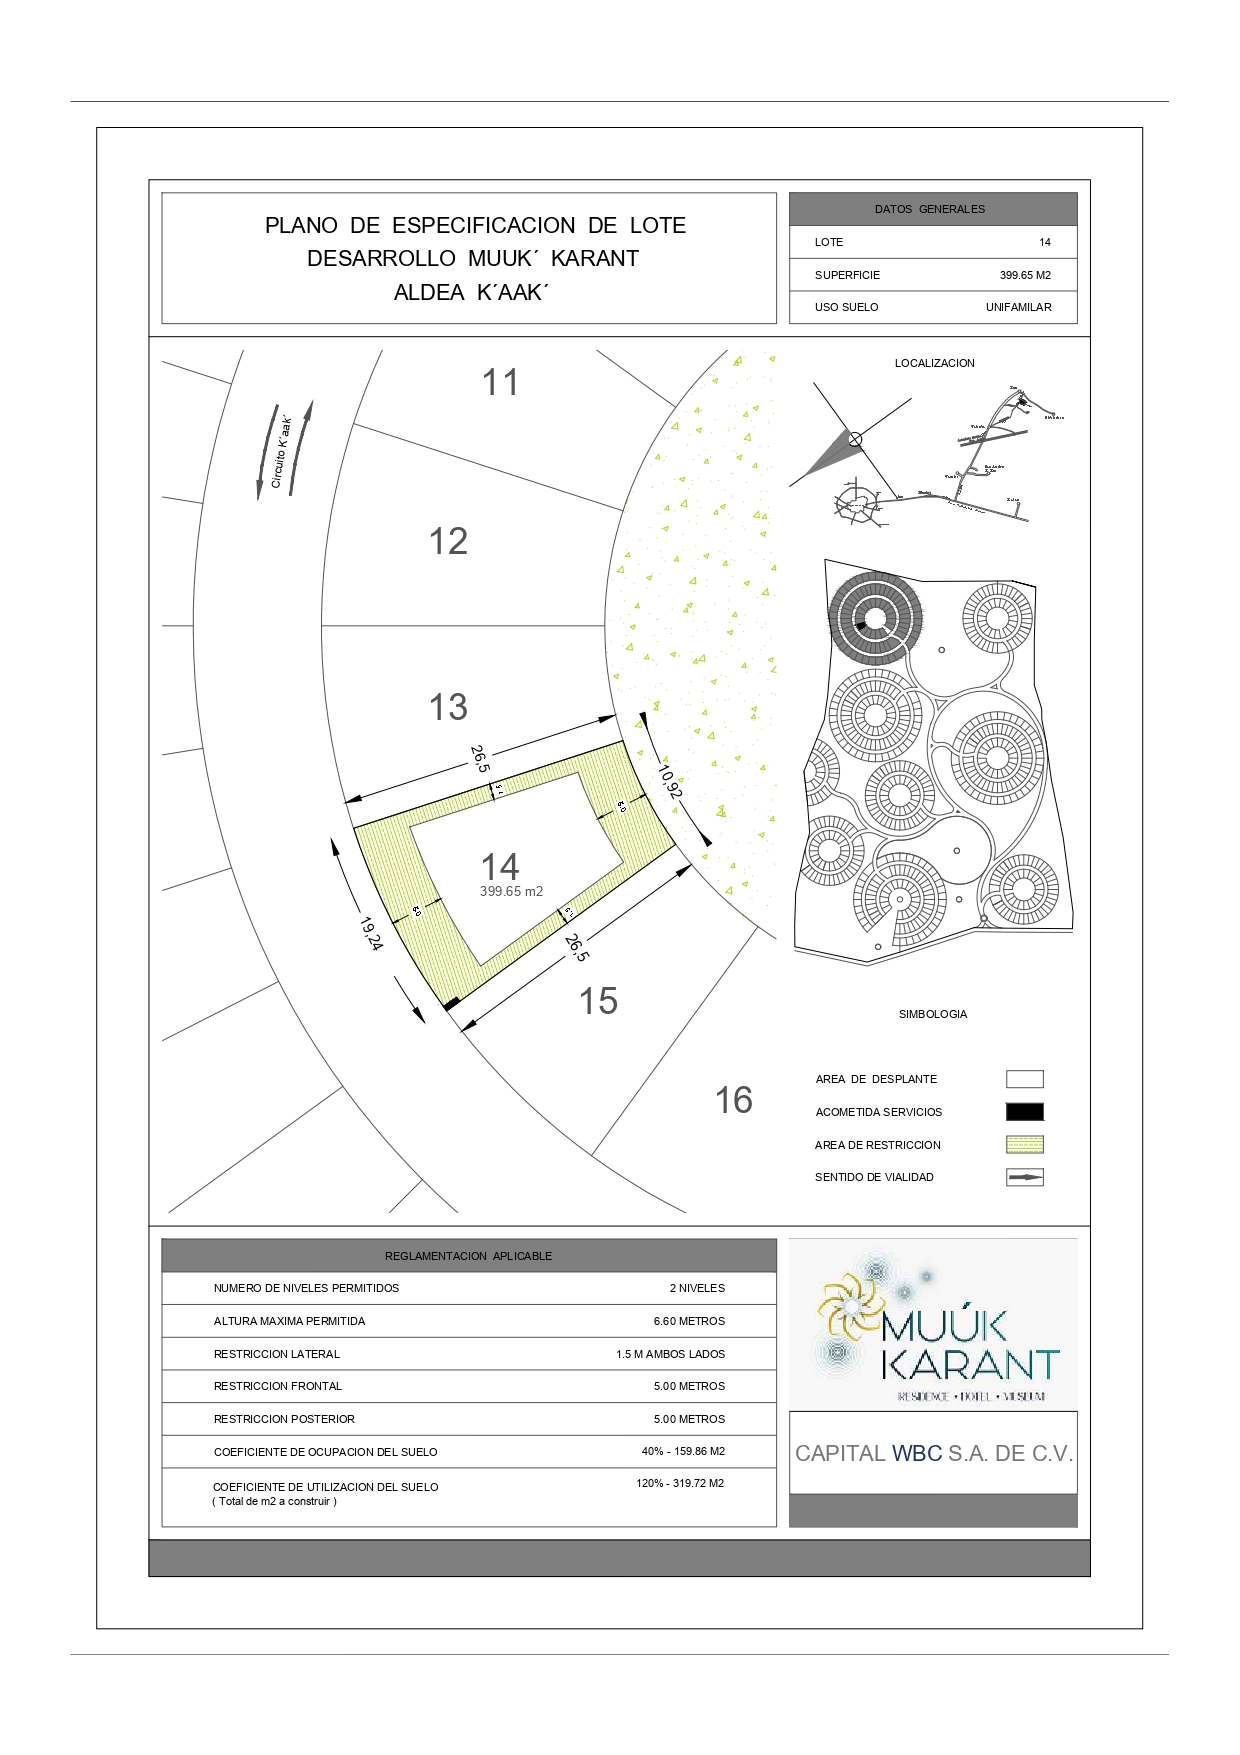 PLANO DE ESPECIFICACION DE LOTE
DESARROLLO MUUK´ KARANT
ALDEA K´AAK´
DATOS GENERALES
LOTE 14
SUPERFICIE 399.65 M2
USO SUELO UNIFAMILAR
11
12
13
14
399.65 m2
15
16
Circuito K´aak´
26,5
10,92
19,24
26,5
LOCALIZACION
SIMBOLOGIA
AREA DE DESPLANTE
ACOMETIDA SERVICIOS
AREA DE RESTRICCION
SENTIDO DE VIALIDAD
REGLAMENTACION APLICABLE
NUMERO DE NIVELES PERMITIDOS 2 NIVELES
ALTURA MAXIMA PERMITIDA 6.60 METROS
RESTRICCION LATERAL 1.5 M AMBOS LADOS
RESTRICCION FRONTAL 5.00 METROS
RESTRICCION POSTERIOR 5.00 METROS
COEFICIENTE DE OCUPACION DEL SUELO 40% - 159.86 M2
COEFICIENTE DE UTILIZACION DEL SUELO 120% - 319.72 M2
( Total de m2 a construir )
MUÚK
KARANT
RESIDENCE • HOTEL • MUSEUM
CAPITAL WBC S.A. DE C.V.